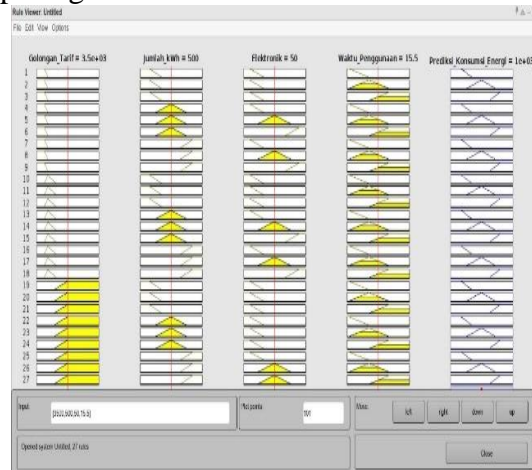 Rule Viewer: Untitled
File Edit View Options
Golongan_Tarif = 3.5e+03
Jumlah_kWh = 500
Elektronik = 50
Waktu_Penggunaan = 15.5
Prediksi_Konsumsi_Energi = 1e+03
1
2
3
4
5
6
7
8
9
10
11
12
13
14
15
16
17
18
19
20
21
22
23
24
25
26
27
Input:
[3500;500;50;15.5]
Plot points:
101
Move:
left
right
down
up
Opened system Untitled, 27 rules
Close